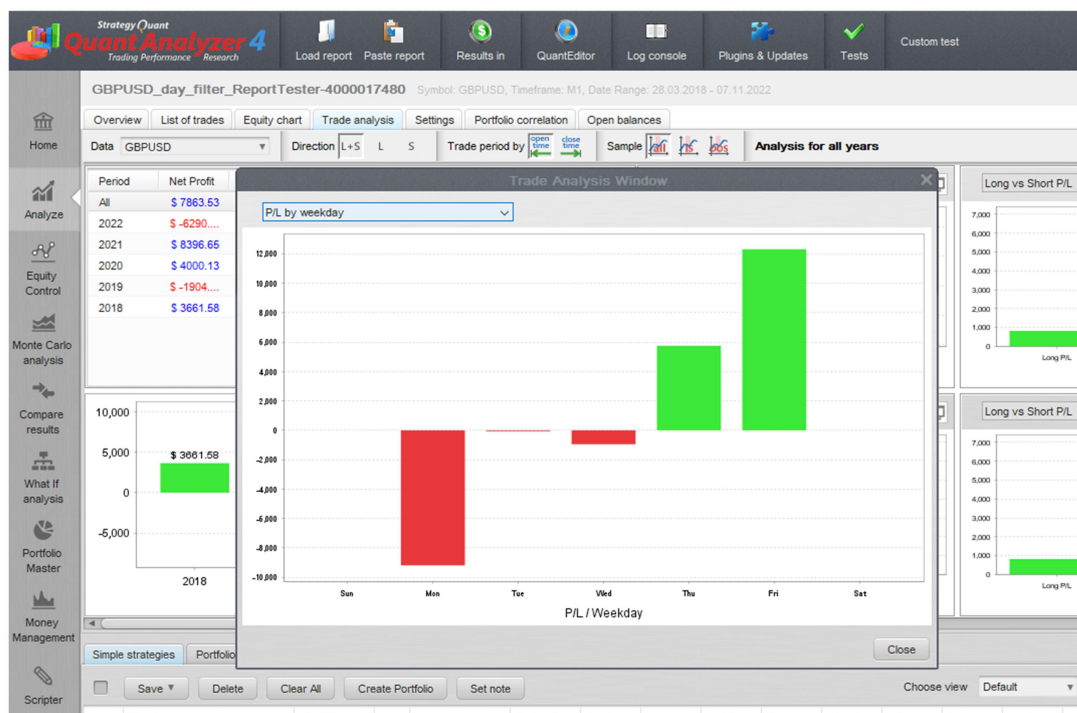 StrategyQuant
QuantAnalyzer 4
Trading Performance Research
Load report
Paste report
Results in
QuantEditor
Log console
Plugins & Updates
Tests
Custom test
GBPUSD_day_filter_ReportTester-4000017480 Symbol: GBPUSD, Timeframe: M1, Date Range: 28.03.2018 - 07.11.2022
Overview
List of trades
Equity chart
Trade analysis
Settings
Portfolio correlation
Open balances
Data GBPUSD
Direction L+S L S
Trade period by open time close time
Sample all is oos
Analysis for all years
Home
Analyze
Equity Control
Monte Carlo analysis
Compare results
What If analysis
Portfolio Master
Money Management
Scripter
Period Net Profit
All $ 7863.53
2022 $ -6290....
2021 $ 8396.65
2020 $ 4000.13
2019 $ -1904....
2018 $ 3661.58
10,000
5,000
0
-5,000
$ 3661.58
2018
Trade Analysis Window
P/L by weekday
12,000
10,000
8,000
6,000
4,000
2,000
0
-2,000
-4,000
-6,000
-8,000
-10,000
Sun Mon Tue Wed Thu Fri Sat
P/L / Weekday
Close
Long vs Short P/L
7,000
6,000
5,000
4,000
3,000
2,000
1,000
0
Long P/L
Long vs Short P/L
7,000
6,000
5,000
4,000
3,000
2,000
1,000
0
Long P/L
Simple strategies
Portfolio
Save
Delete
Clear All
Create Portfolio
Set note
Choose view Default